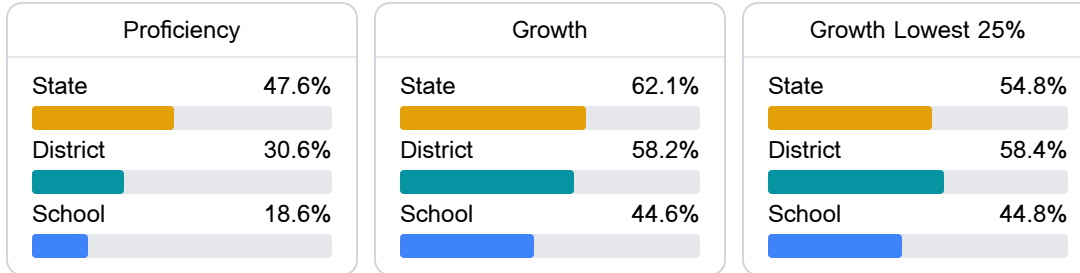 Proficiency
State 47.6%
District 30.6%
School 18.6%
Growth
State 62.1%
District 58.2%
School 44.6%
Growth Lowest 25%
State 54.8%
District 58.4%
School 44.8%